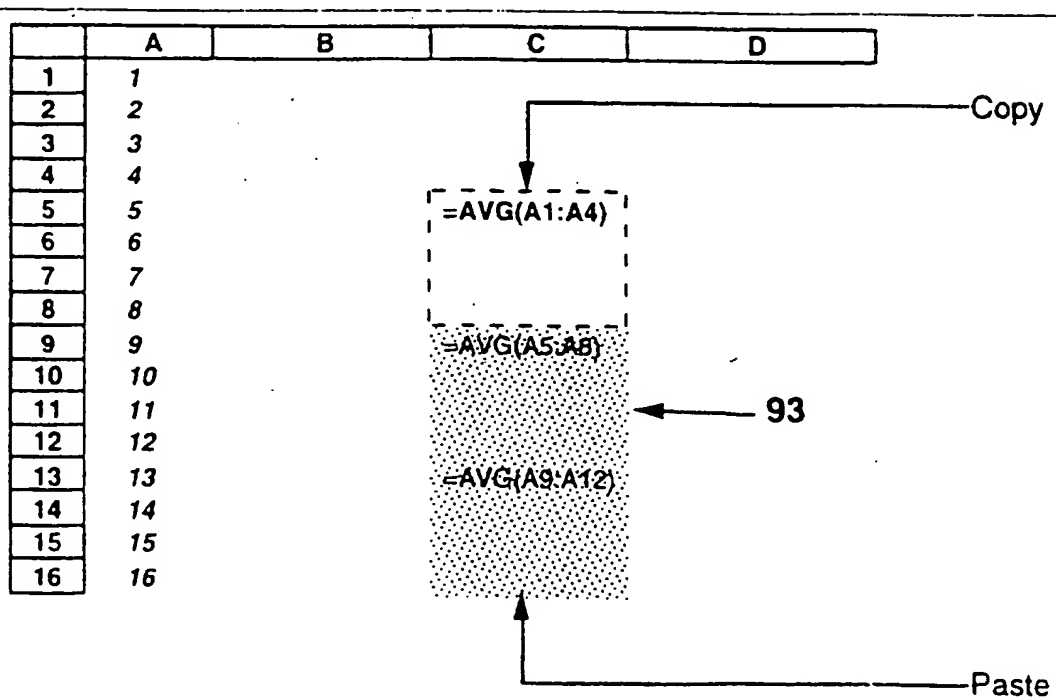 A B C D
1 1
2 2 Copy
3 3
4 4
5 5 =AVG(A1:A4)
6 6
7 7
8 8
9 9 =AVG(A5:A8)
10 10
11 11 93
12 12
13 13 =AVG(A9:A12)
14 14
15 15
16 16
Paste